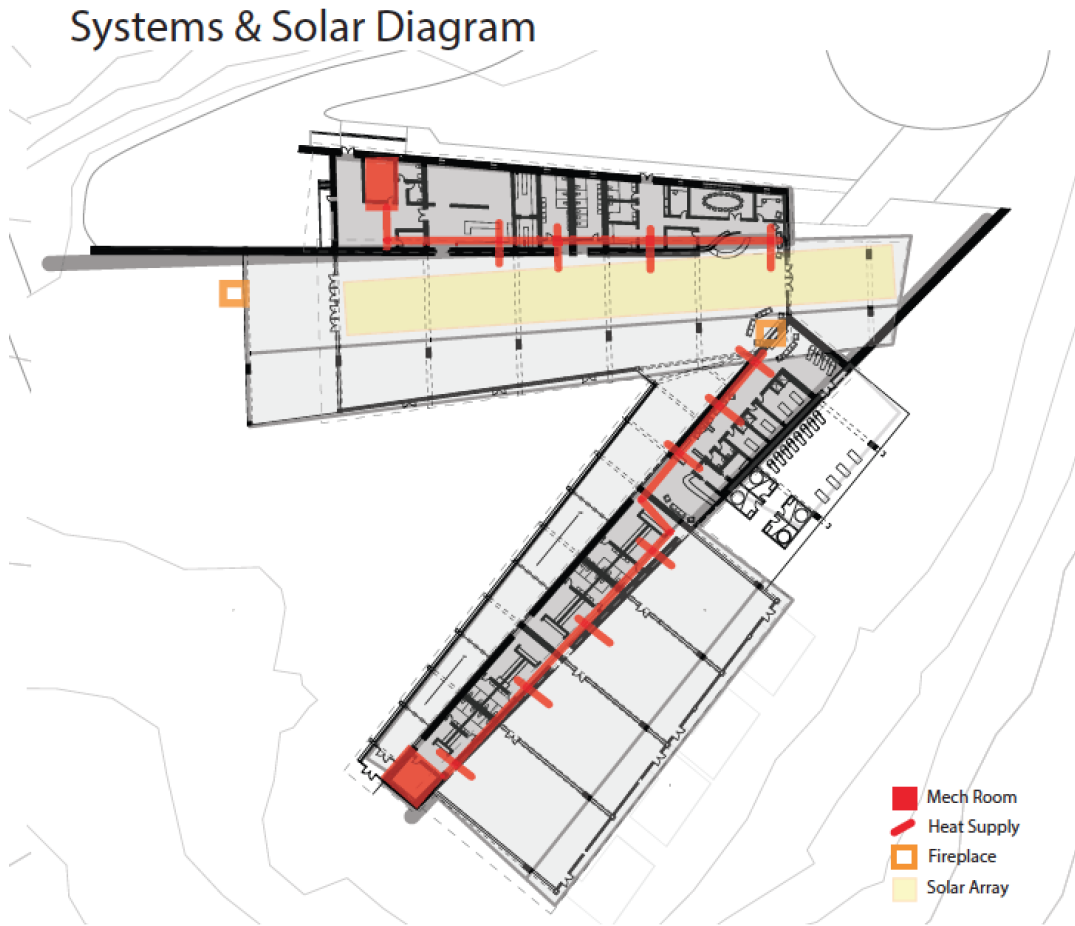 Systems & Solar Diagram
Mech Room
Heat Supply
Fireplace
Solar Array